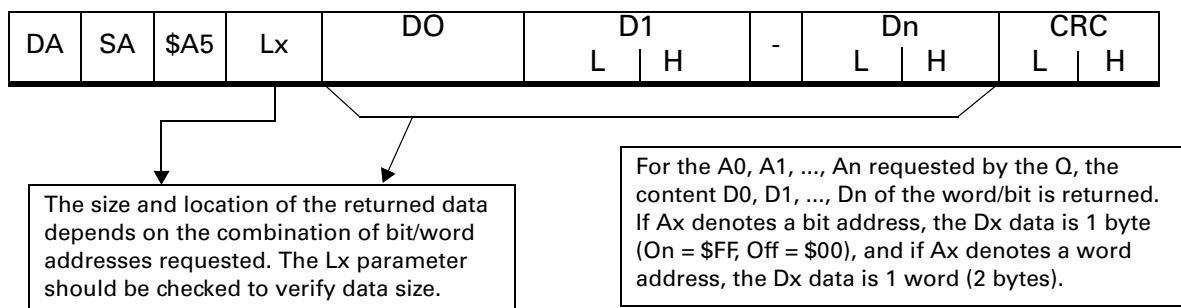 DA SA $A5 Lx DO D1 - Dn CRC
L H L H L H
The size and location of the returned data
depends on the combination of bit/word
addresses requested. The Lx parameter
should be checked to verify data size.
For the A0, A1, ..., An requested by the Q, the
content D0, D1, ..., Dn of the word/bit is returned.
If Ax denotes a bit address, the Dx data is 1 byte
(On = $FF, Off = $00), and if Ax denotes a word
address, the Dx data is 1 word (2 bytes).